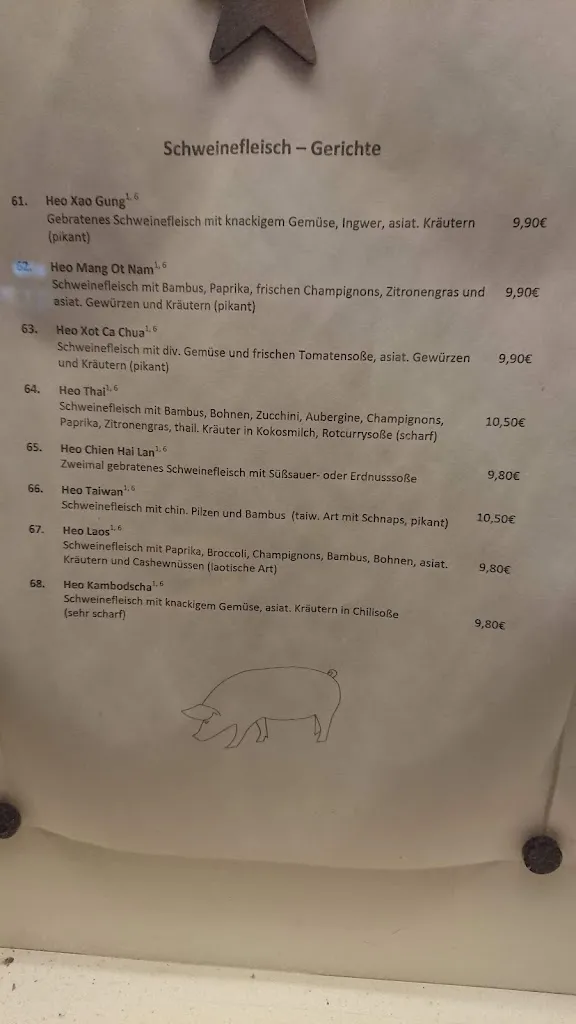 Schweinefleisch – Gerichte
61. Heo Xao Gung1, 6
Gebratenes Schweinefleisch mit knackigem Gemüse, Ingwer, asiat. Kräutern 9,90€
(pikant)
62. Heo Mang Ot Nam1, 6
Schweinefleisch mit Bambus, Paprika, frischen Champignons, Zitronengras und 9,90€
asiat. Gewürzen und Kräutern (pikant)
63. Heo Xot Ca Chua1, 6
Schweinefleisch mit div. Gemüse und frischen Tomatensoße, asiat. Gewürzen 9,90€
und Kräutern (pikant)
64. Heo Thai1, 6
Schweinefleisch mit Bambus, Bohnen, Zucchini, Aubergine, Champignons, 10,50€
Paprika, Zitronengras, thail. Kräuter in Kokosmilch, Rotcurrysoße (scharf)
65. Heo Chien Hai Lan1, 6
Zweimal gebratenes Schweinefleisch mit Süßsauer- oder Erdnusssoße 9,80€
66. Heo Taiwan1, 6
Schweinefleisch mit chin. Pilzen und Bambus (taiw. Art mit Schnaps, pikant) 10,50€
67. Heo Laos1, 6
Schweinefleisch mit Paprika, Broccoli, Champignons, Bambus, Bohnen, asiat. 9,80€
Kräutern und Cashewnüssen (laotische Art)
68. Heo Kambodscha1, 6
Schweinefleisch mit knackigem Gemüse, asiat. Kräutern in Chilisoße 9,80€
(sehr scharf)